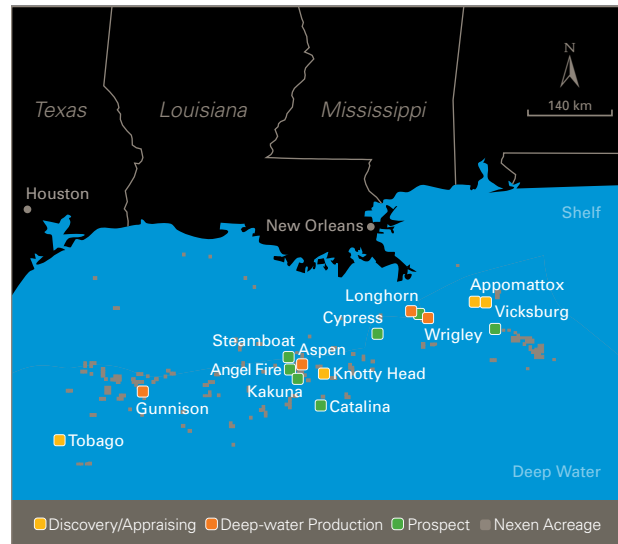 N
140 km
Texas
Louisiana
Mississippi
Houston
New Orleans
Shelf
Appomattox
Longhorn
Vicksburg
Cypress
Wrigley
Steamboat
Aspen
Angel Fire
Knotty Head
Kakuna
Catalina
Gunnison
Tobago
Deep Water
Discovery/Appraising Deep-water Production Prospect Nexen Acreage